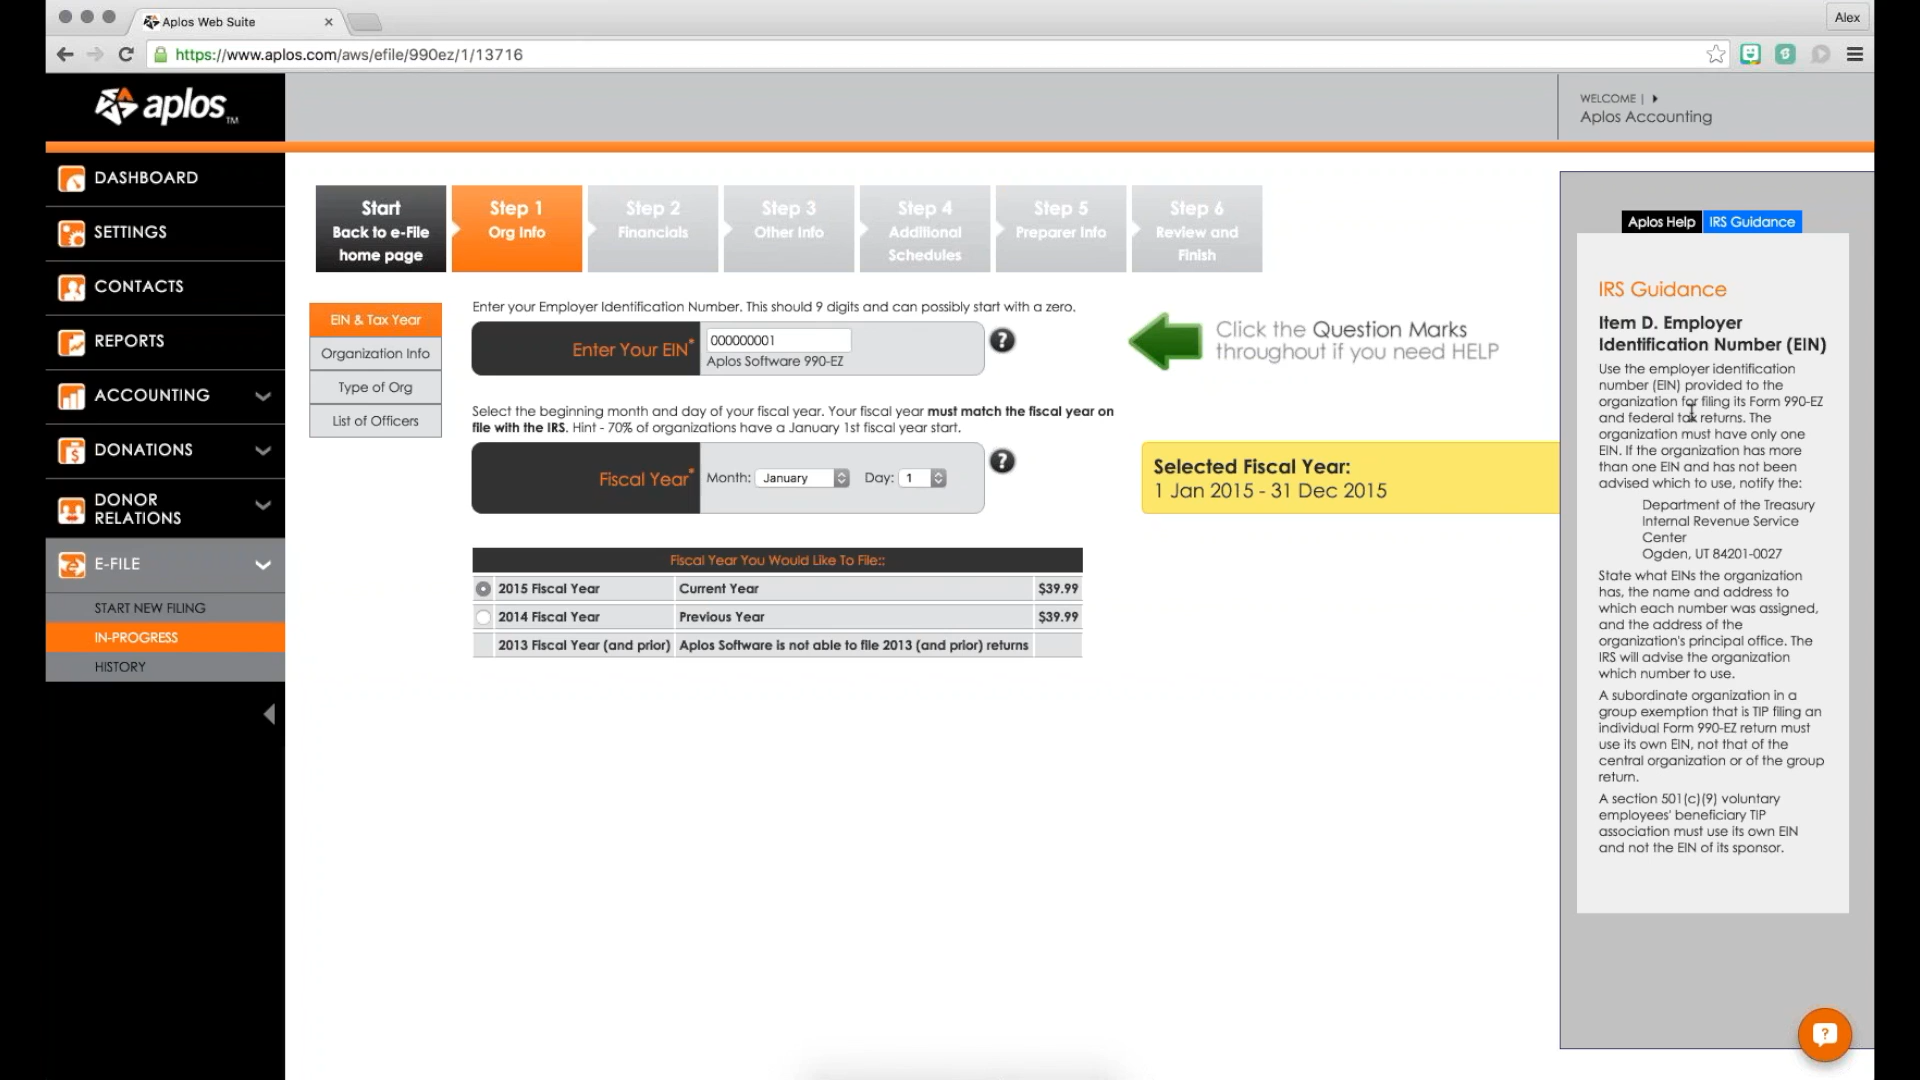 Aplos Web Suite
Alex
https://www.aplos.com/aws/efile/990ez/1/13716
aplos TM
WELCOME |
Aplos Accounting
DASHBOARD
SETTINGS
CONTACTS
REPORTS
ACCOUNTING
DONATIONS
DONOR
RELATIONS
E-FILE
START NEW FILING
IN-PROGRESS
HISTORY
Start
Back to e-File
home page
Step 1
Org Info
Step 2
Financials
Step 3
Other Info
Step 4
Additional
Schedules
Step 5
Preparer Info
Step 6
Review and
Finish
EIN & Tax Year
Organization Info
Type of Org
List of Officers
Enter your Employer Identification Number. This should 9 digits and can possibly start with a zero.
Enter Your EIN*
000000001
Aplos Software 990-EZ
?
Click the Question Marks
throughout if you need HELP
Select the beginning month and day of your fiscal year. Your fiscal year must match the fiscal year on
file with the IRS. Hint - 70% of organizations have a January 1st fiscal year start.
Fiscal Year*
Month: January Day: 1
?
Selected Fiscal Year:
1 Jan 2015 - 31 Dec 2015
Fiscal Year You Would Like To File::
2015 Fiscal Year Current Year $39.99
2014 Fiscal Year Previous Year $39.99
2013 Fiscal Year (and prior) Aplos Software is not able to file 2013 (and prior) returns
Aplos Help IRS Guidance
IRS Guidance
Item D. Employer
Identification Number (EIN)
Use the employer identification
number (EIN) provided to the
organization for filing its Form 990-EZ
and federal tax returns. The
organization must have only one
EIN. If the organization has more
than one EIN and has not been
advised which to use, notify the:
Department of the Treasury
Internal Revenue Service
Center
Ogden, UT 84201-0027
State what EINs the organization
has, the name and address to
which each number was assigned,
and the address of the
organization's principal office. The
IRS will advise the organization
which number to use.
A subordinate organization in a
group exemption that is TIP filing an
individual Form 990-EZ return must
use its own EIN, not that of the
central organization or of the group
return.
A section 501(c)(9) voluntary
employees' beneficiary TIP
association must use its own EIN
and not the EIN of its sponsor.
?